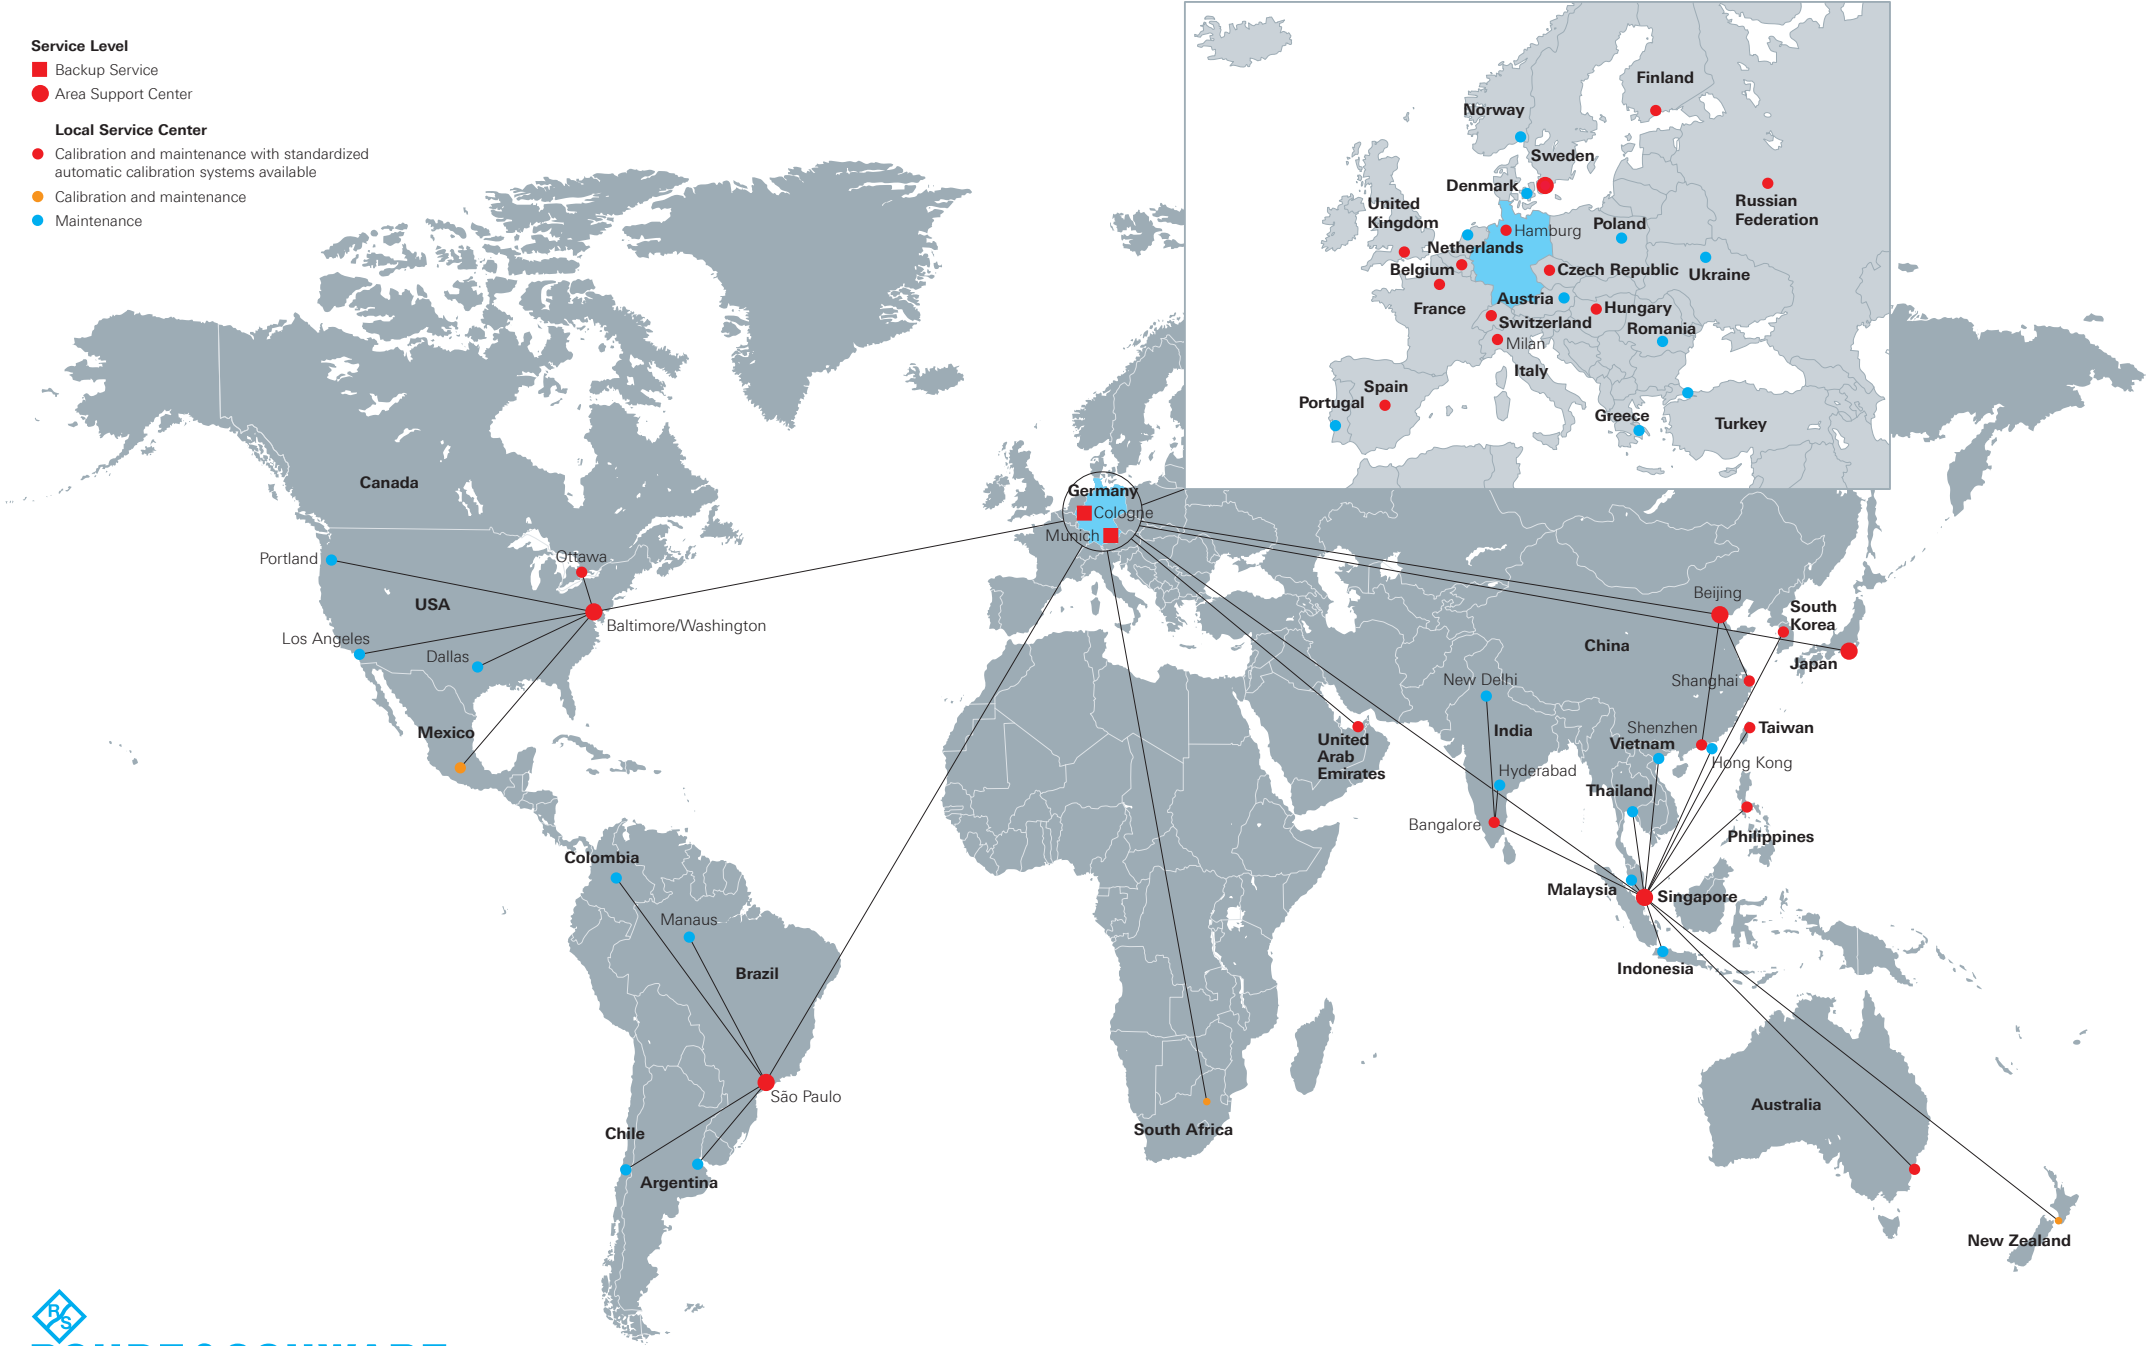 Service Level
Backup Service
Area Support Center
Local Service Center
Calibration and maintenance with standardized
automatic calibration systems available
Calibration and maintenance
Maintenance
Finland
Norway
Sweden
Denmark
Russian
Federation
United
Kingdom
Poland
Hamburg
Netherlands
Belgium
Czech Republic
Ukraine
Austria
France
Hungary
Switzerland
Romania
Milan
Italy
Spain
Portugal
Greece
Turkey
Canada
Germany
Cologne
Munich
Portland
Ottawa
USA
Baltimore/Washington
Los Angeles
Dallas
Mexico
Beijing
South
Korea
China
Japan
New Delhi
Shanghai
India
Shenzhen
Taiwan
Vietnam
Hong Kong
United
Arab
Emirates
Hyderabad
Thailand
Bangalore
Philippines
Colombia
Malaysia
Singapore
Manaus
Brazil
Indonesia
São Paulo
Australia
Chile
South Africa
Argentina
New Zealand
R
S